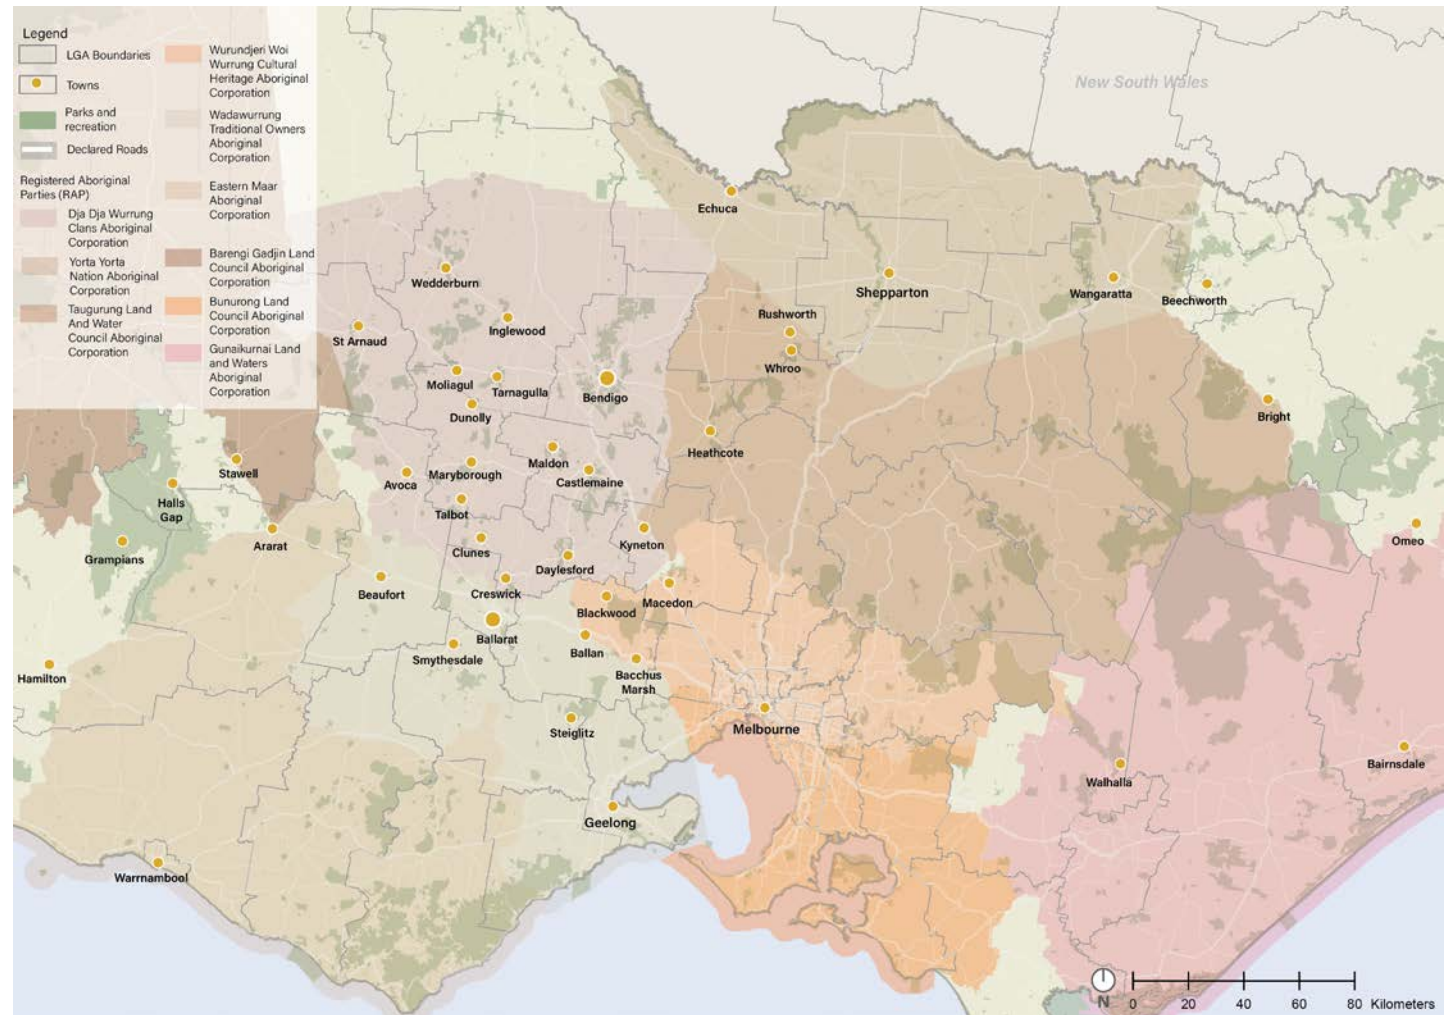 Legend
LGA Boundaries
Towns
Parks and
recreation
Declared Roads
Registered Aboriginal
Parties (RAP)
Dja Dja Wurrung
Clans Aboriginal
Corporation
Yorta Yorta
Nation Aboriginal
Corporation
Taugurung Land
And Water
Council Aboriginal
Corporation
Wurundjeri Woi
Wurrung Cultural
Heritage Aboriginal
Corporation
Wadawurrung
Traditional Owners
Aboriginal
Corporation
Eastern Maar
Aboriginal
Corporation
Barengi Gadjin Land
Council Aboriginal
Corporation
Bunurong Land
Council Aboriginal
Corporation
Gunaikurnai Land
and Waters
Aboriginal
Corporation
New South Wales
Echuca
Wedderburn
Shepparton
Wangaratta
Beechworth
Rushworth
Inglewood
St Arnaud
Whroo
Moliagul
Tarnagulla
Bendigo
Dunolly
Bright
Heathcote
Stawell
Maldon
Avoca
Maryborough
Castlemaine
Halls
Gap
Talbot
Ararat
Kyneton
Omeo
Grampians
Clunes
Daylesford
Beaufort
Creswick
Blackwood
Macedon
Ballarat
Ballan
Smythesdale
Hamilton
Bacchus
Marsh
Steiglitz
Melbourne
Bairnsdale
Walhalla
Geelong
Warrnambool
N
0 20 40 60 80 Kilometers